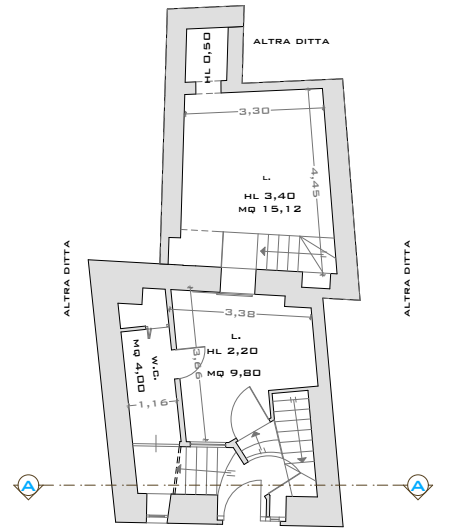 HL 0,50
ALTRA DITTA
3,30
4,45
L.
HL 3,40
MQ 15,12
ALTRA DITTA
ALTRA DITTA
3,38
L.
HL 2,20
3,66
MQ 9,80
W.C.
MQ 4,00
1,16
A
A